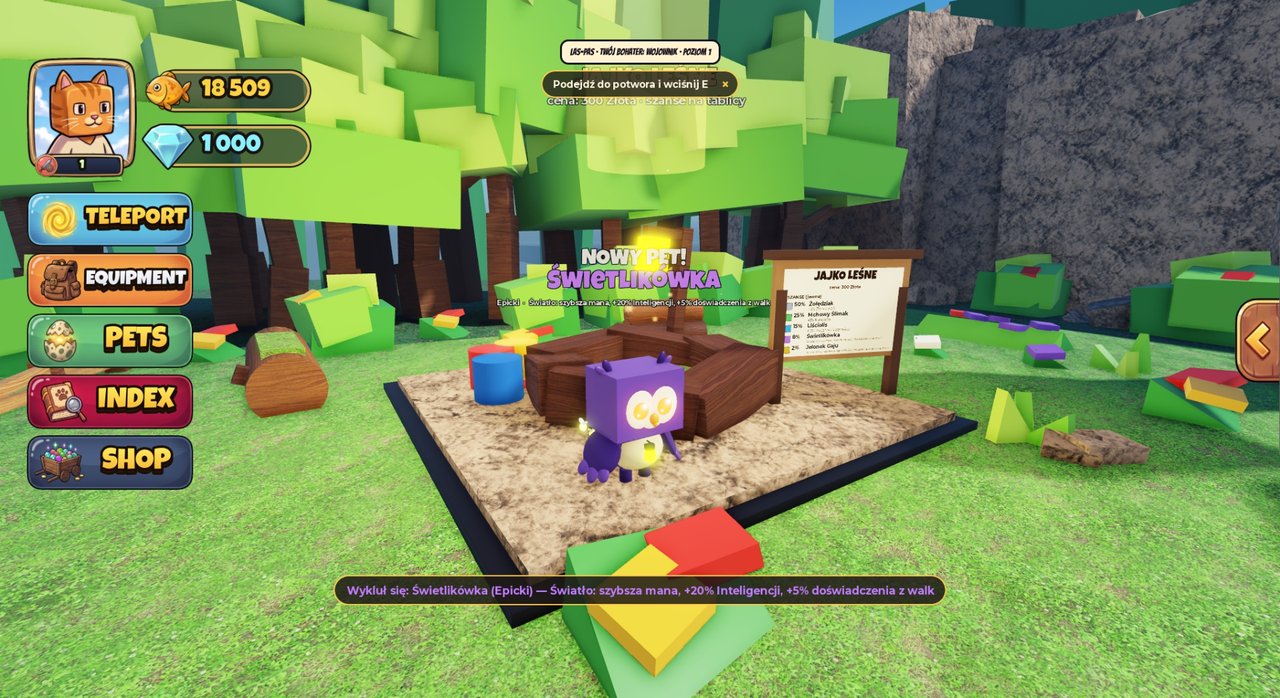 LAS-PAS • TWÓJ BOHATER: WOJOWNIK • POZIOM 1
Podejdź do potwora i wciśnij E ×
cena: 300 Złota · szanse na tablicy
18 509
1 000
1
TELEPORT
EQUIPMENT
PETS
INDEX
SHOP
NOWY PET!
ŚWIETLIKÓWKA
Epicki · Światło: szybsza mana, +20% Inteligencji, +5% doświadczenia z walk
JAJKO LEŚNE
cena: 300 Złota
50% Żołędziak
25% Mchowy Ślimak
15% Liściolis
8% Świetlikówka
2% Jelonek Gaju
Wykluł się: Świetlikówka (Epicki) — Światło: szybsza mana, +20% Inteligencji, +5% doświadczenia z walk